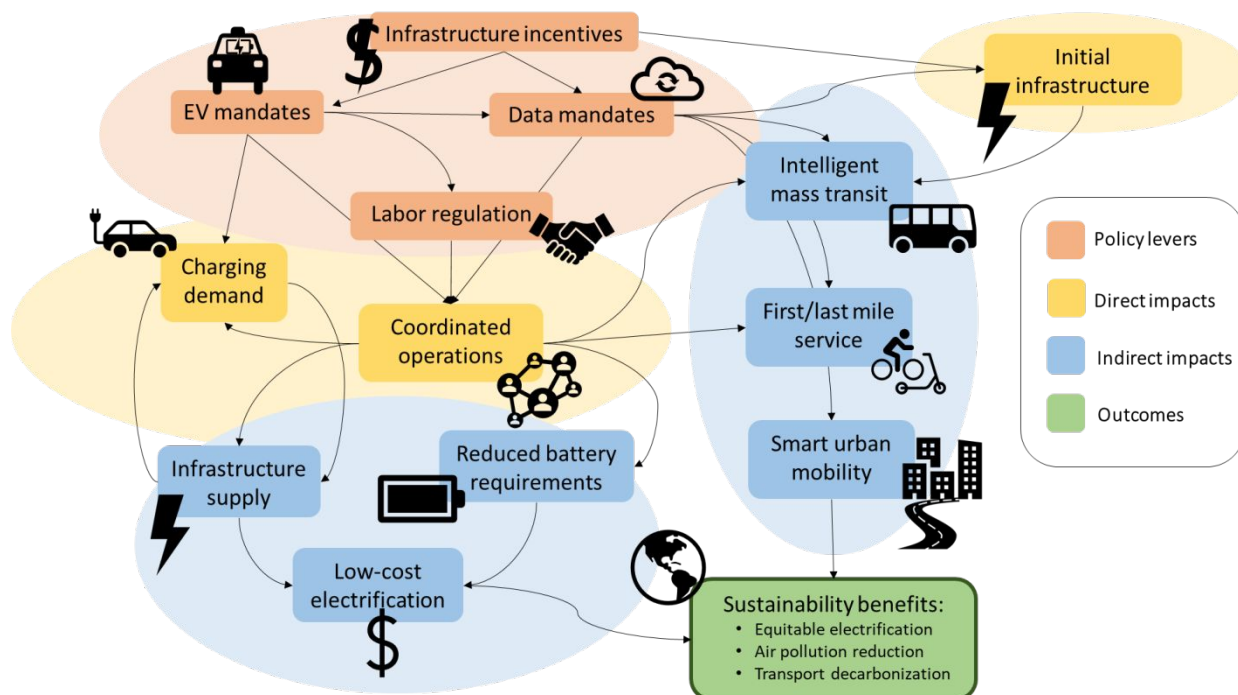 Infrastructure incentives
Initial
infrastructure
EV mandates
Data mandates
Intelligent
mass transit
Labor regulation
Policy levers
Charging
demand
Direct impacts
Coordinated
operations
First/last mile
service
Indirect impacts
Outcomes
Infrastructure
supply
Reduced battery
requirements
Smart urban
mobility
Low-cost
electrification
Sustainability benefits:
• Equitable electrification
• Air pollution reduction
• Transport decarbonization